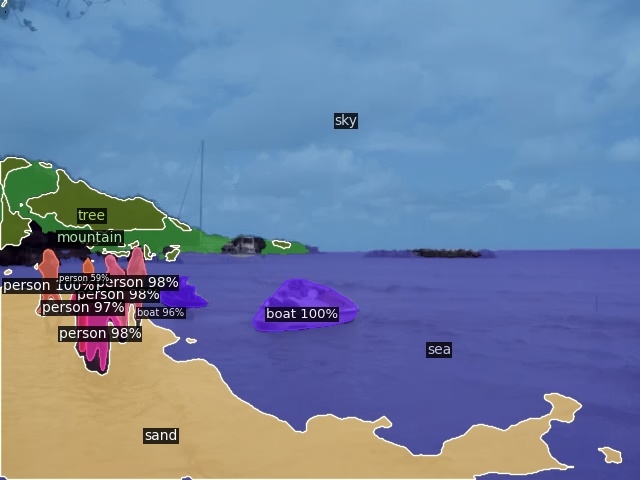 sky
tree
mountain
person 59%
person 100%
person 98%
person 98%
person 97%
boat 96%
boat 100%
person 98%
sea
sand